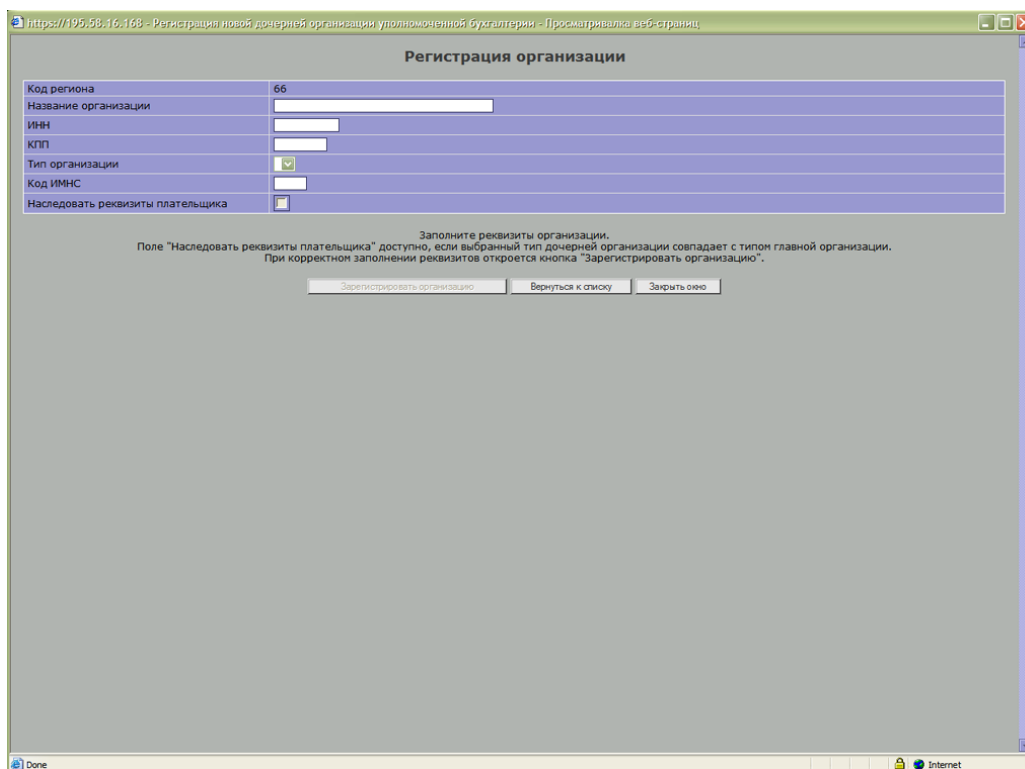 https://195.58.16.168 - Регистрация новой дочерней организации уполномоченной бухгалтерии - Просматривалка веб-страниц
Регистрация организации
Код региона 66
Название организации
ИНН
КПП
Тип организации
Код ИМНС
Наследовать реквизиты плательщика
Заполните реквизиты организации.
Поле "Наследовать реквизиты плательщика" доступно, если выбранный тип дочерней организации совпадает с типом главной организации.
При корректном заполнении реквизитов откроется кнопка "Зарегистрировать организацию".
Зарегистрировать организацию Вернуться к списку Закрыть окно
Done Internet